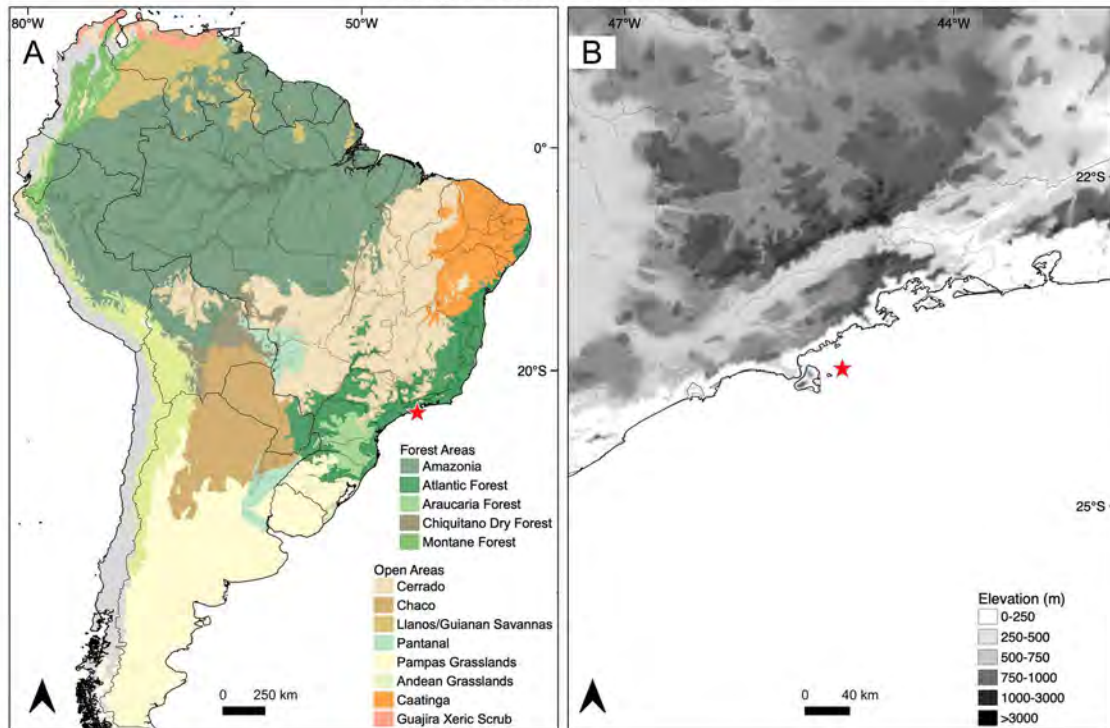 80°W
50°W
A
0°
20°S
Forest Areas
Amazonia
Atlantic Forest
Araucaria Forest
Chiquitano Dry Forest
Montane Forest
Open Areas
Cerrado
Chaco
Llanos/Guianan Savannas
Pantanal
Pampas Grasslands
Andean Grasslands
Caatinga
Guajira Xeric Scrub
0 250 km
47°W
44°W
B
22°S
25°S
Elevation (m)
0-250
250-500
500-750
750-1000
1000-3000
>3000
0 40 km